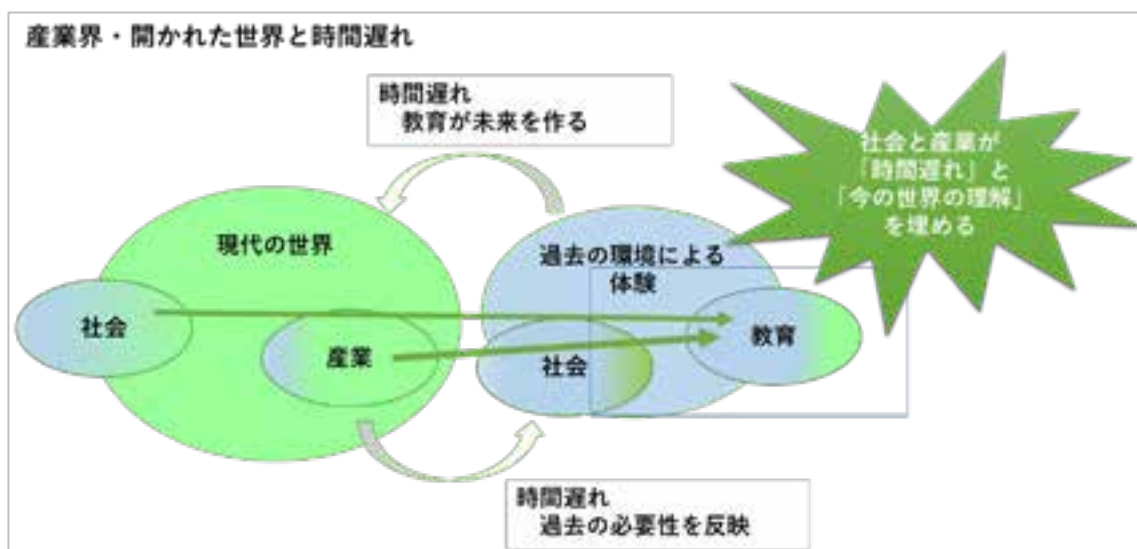 産業界・開かれた世界と時間遅れ
時間遅れ
教育が未来を作る
社会と産業が
「時間遅れ」と
「今の世界の理解」
を埋める
現代の世界
過去の環境による
体験
社会
産業
社会
教育
時間遅れ
過去の必要性を反映